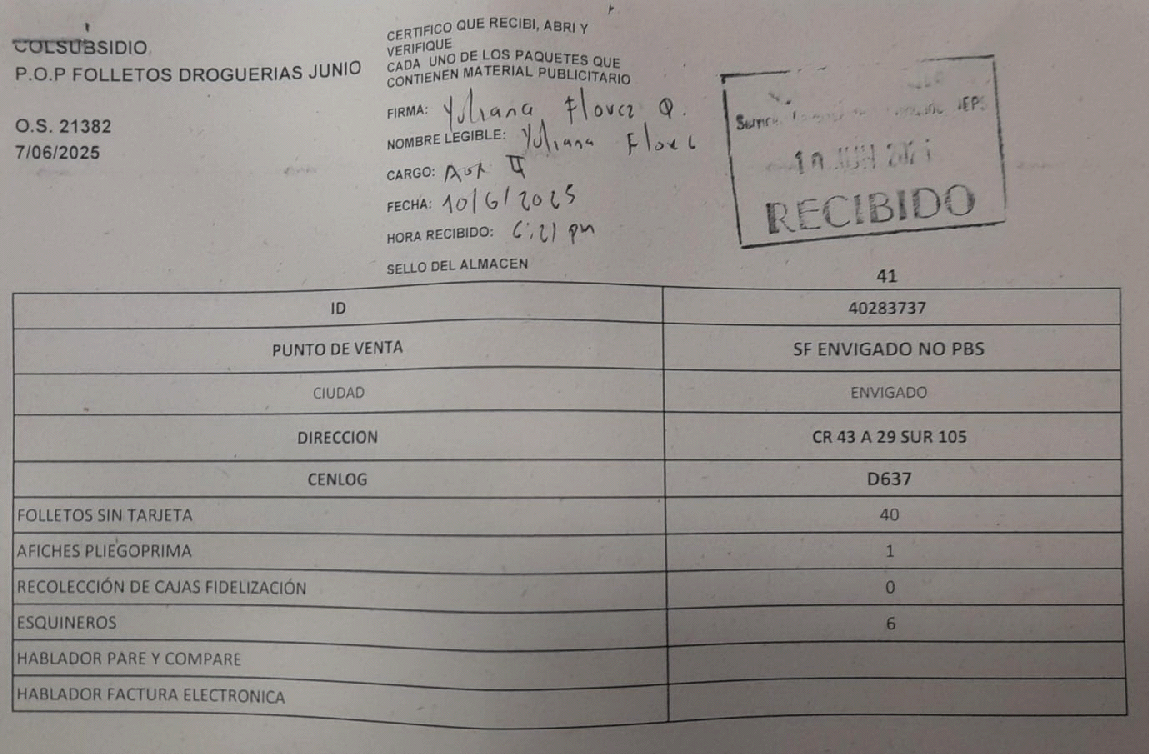 COLSUBSIDIO
P.O.P FOLLETOS DROGUERIAS JUNIO
O.S. 21382
7/06/2025
CERTIFICO QUE RECIBI, ABRI Y
VERIFIQUE
CADA UNO DE LOS PAQUETES QUE
CONTIENEN MATERIAL PUBLICITARIO
FIRMA: Yuliana Florez Q.
NOMBRE LEGIBLE: Yuliana Florez
CARGO: Aux II
FECHA: 10/6/2025
HORA RECIBIDO: 6:21 pm
SELLO DEL ALMACEN
10 JUN
RECIBIDO
41
ID 40283737
PUNTO DE VENTA SF ENVIGADO NO PBS
CIUDAD ENVIGADO
DIRECCION CR 43 A 29 SUR 105
CENLOG D637
FOLLETOS SIN TARJETA 40
AFICHES PLIEGOPRIMA 1
RECOLECCIÓN DE CAJAS FIDELIZACIÓN 0
ESQUINEROS 6
HABLADOR PARE Y COMPARE
HABLADOR FACTURA ELECTRONICA